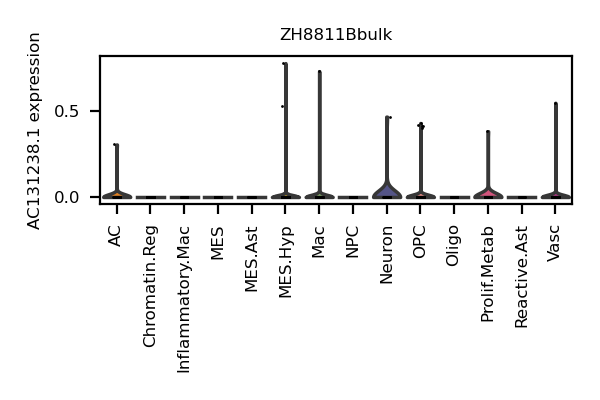 ZH8811Bbulk
AC131238.1 expression
0.5
0.0
AC
Chromatin.Reg
Inflammatory.Mac
MES
MES.Ast
MES.Hyp
Mac
NPC
Neuron
OPC
Oligo
Prolif.Metab
Reactive.Ast
Vasc